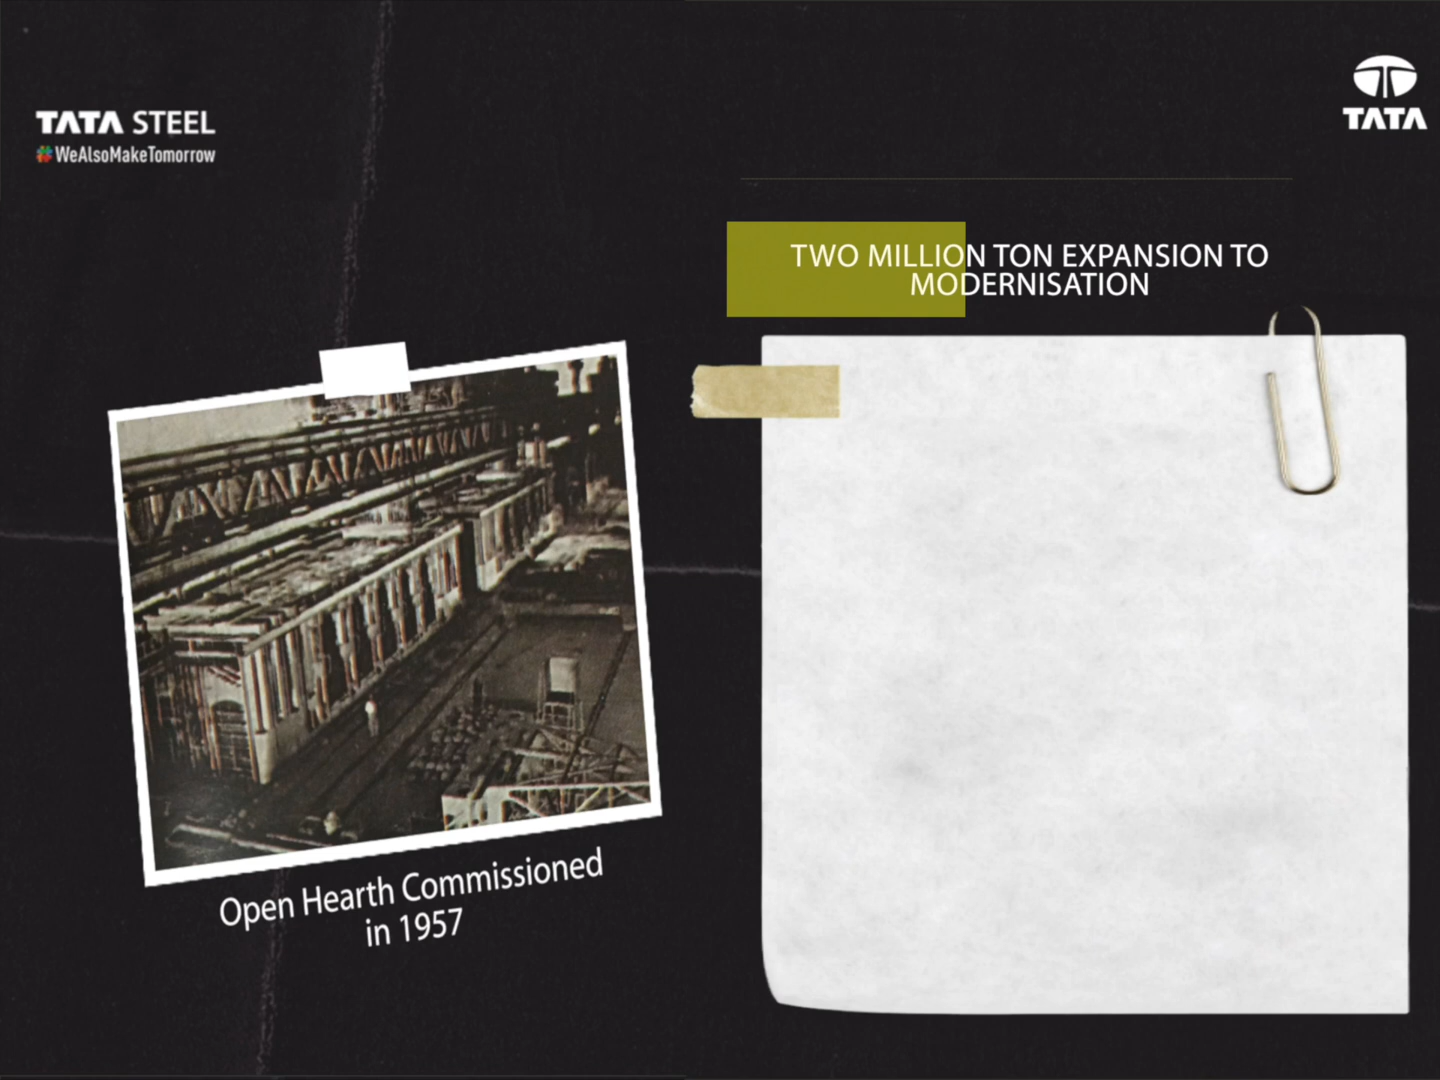 TATA STEEL
#WeAlsoMakeTomorrow
TATA
TWO MILLION TON EXPANSION TO
MODERNISATION
Open Hearth Commissioned
in 1957